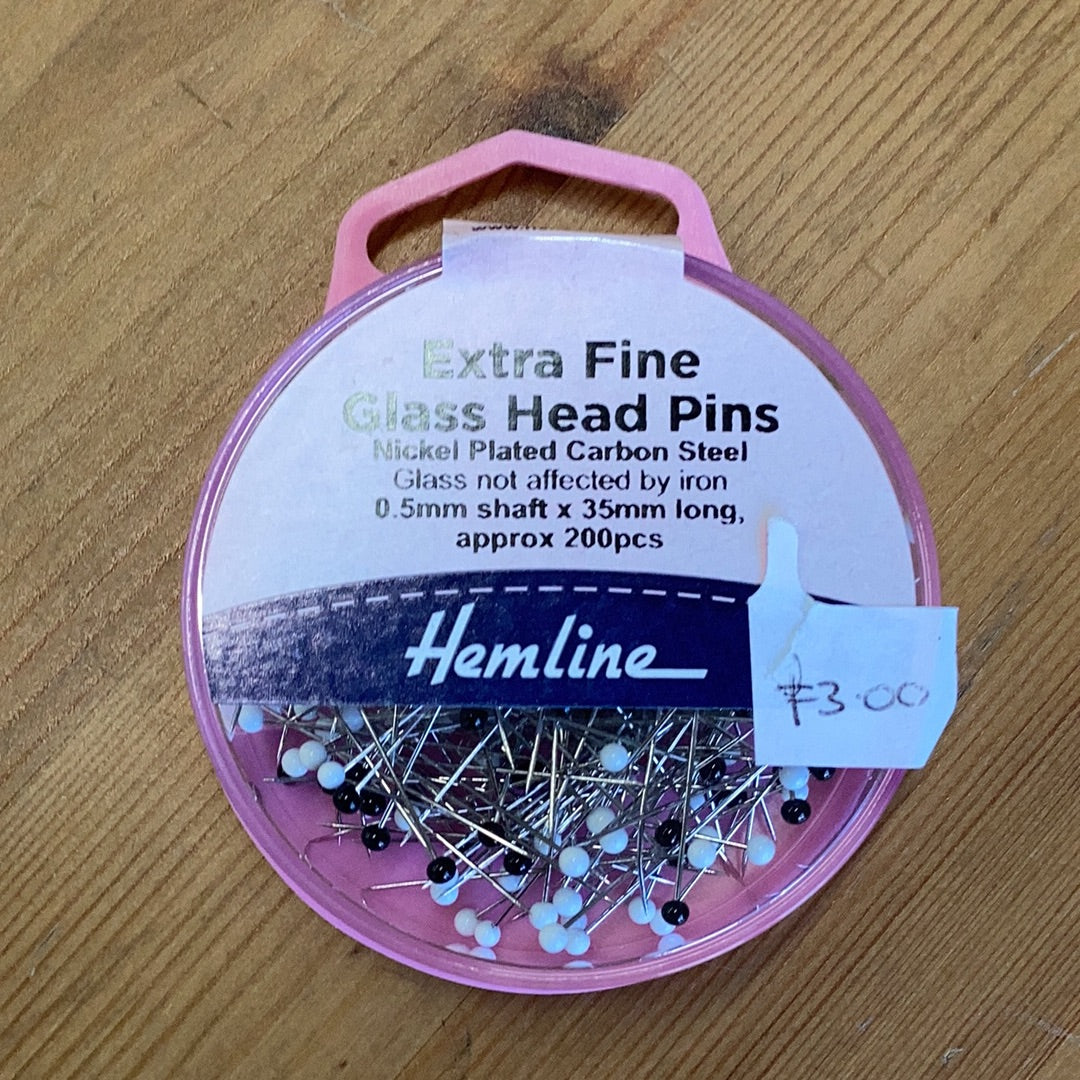 Extra Fine
Glass Head Pins
Nickel Plated Carbon Steel
Glass not affected by iron
0.5mm shaft x 35mm long,
approx 200pcs
Hemline
£3.00